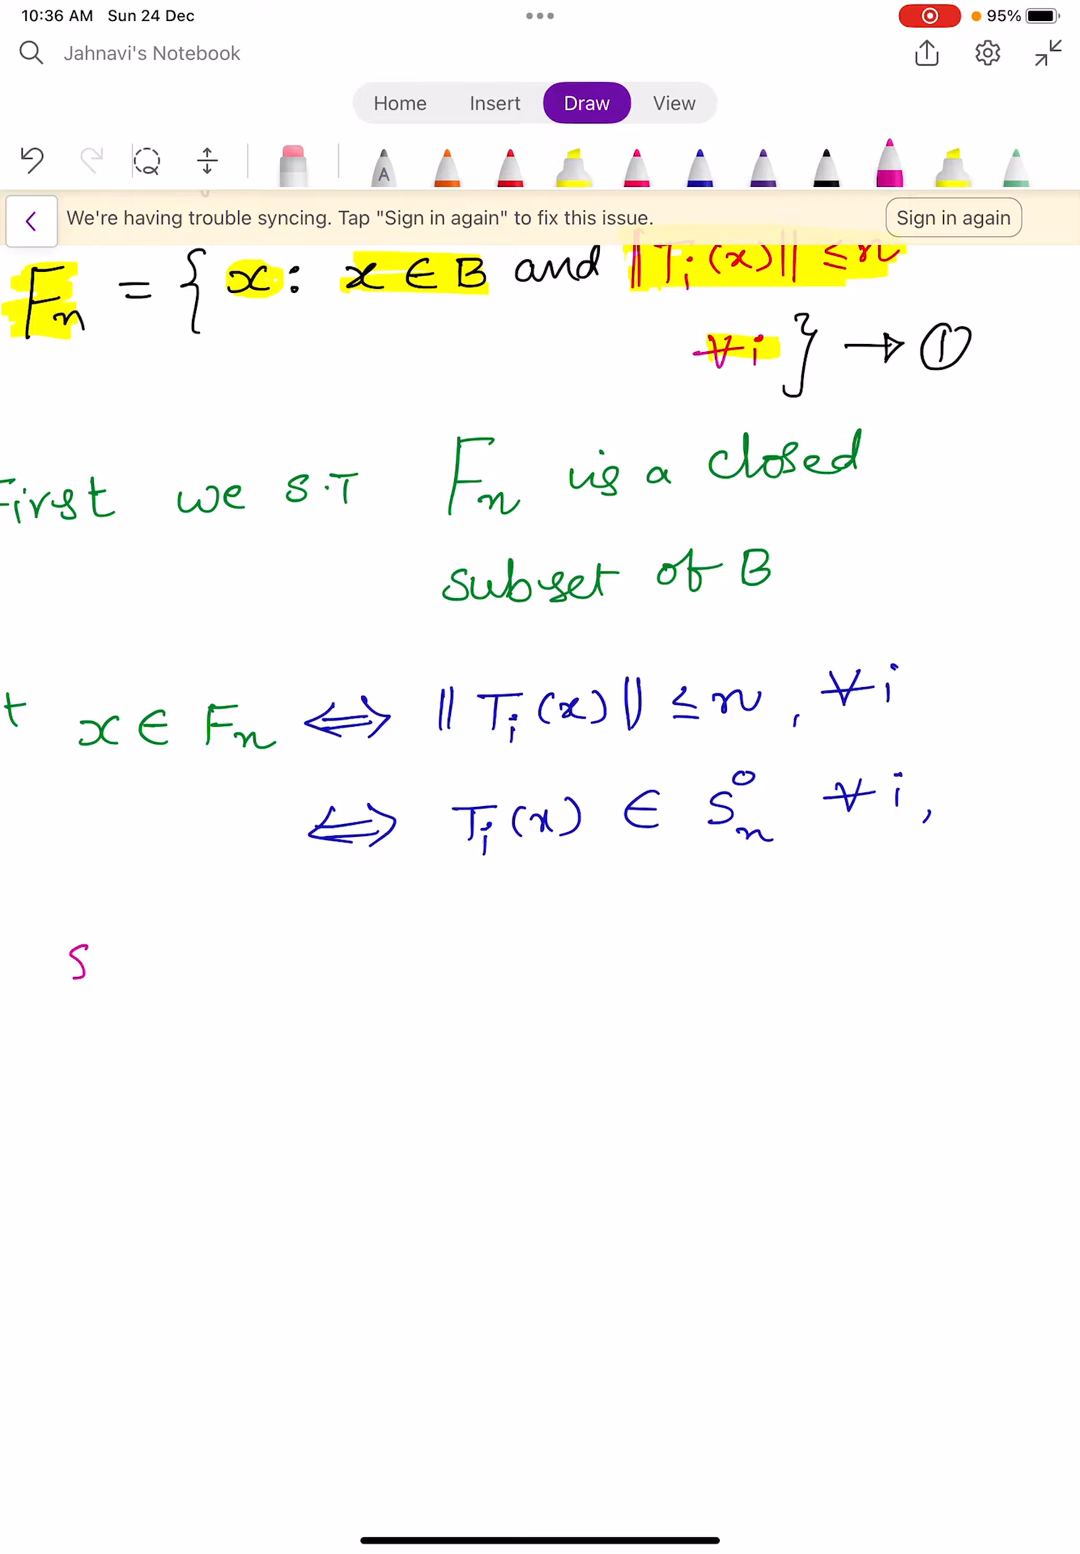 10:36 AM Sun 24 Dec 95%
Jahnavi's Notebook
Home Insert Draw View
A
We're having trouble syncing. Tap "Sign in again" to fix this issue. Sign in again
Fₙ = { x : x ∈ B and ||Tᵢ(x)|| ≤ n
∀i } → ①
First we S.T Fₙ is a closed
subset of B
t x ∈ Fₙ ⟺ ||Tᵢ(x)|| ≤ n, ∀i
⟺ Tᵢ(x) ∈ Sₙ⁰ ∀i,
S